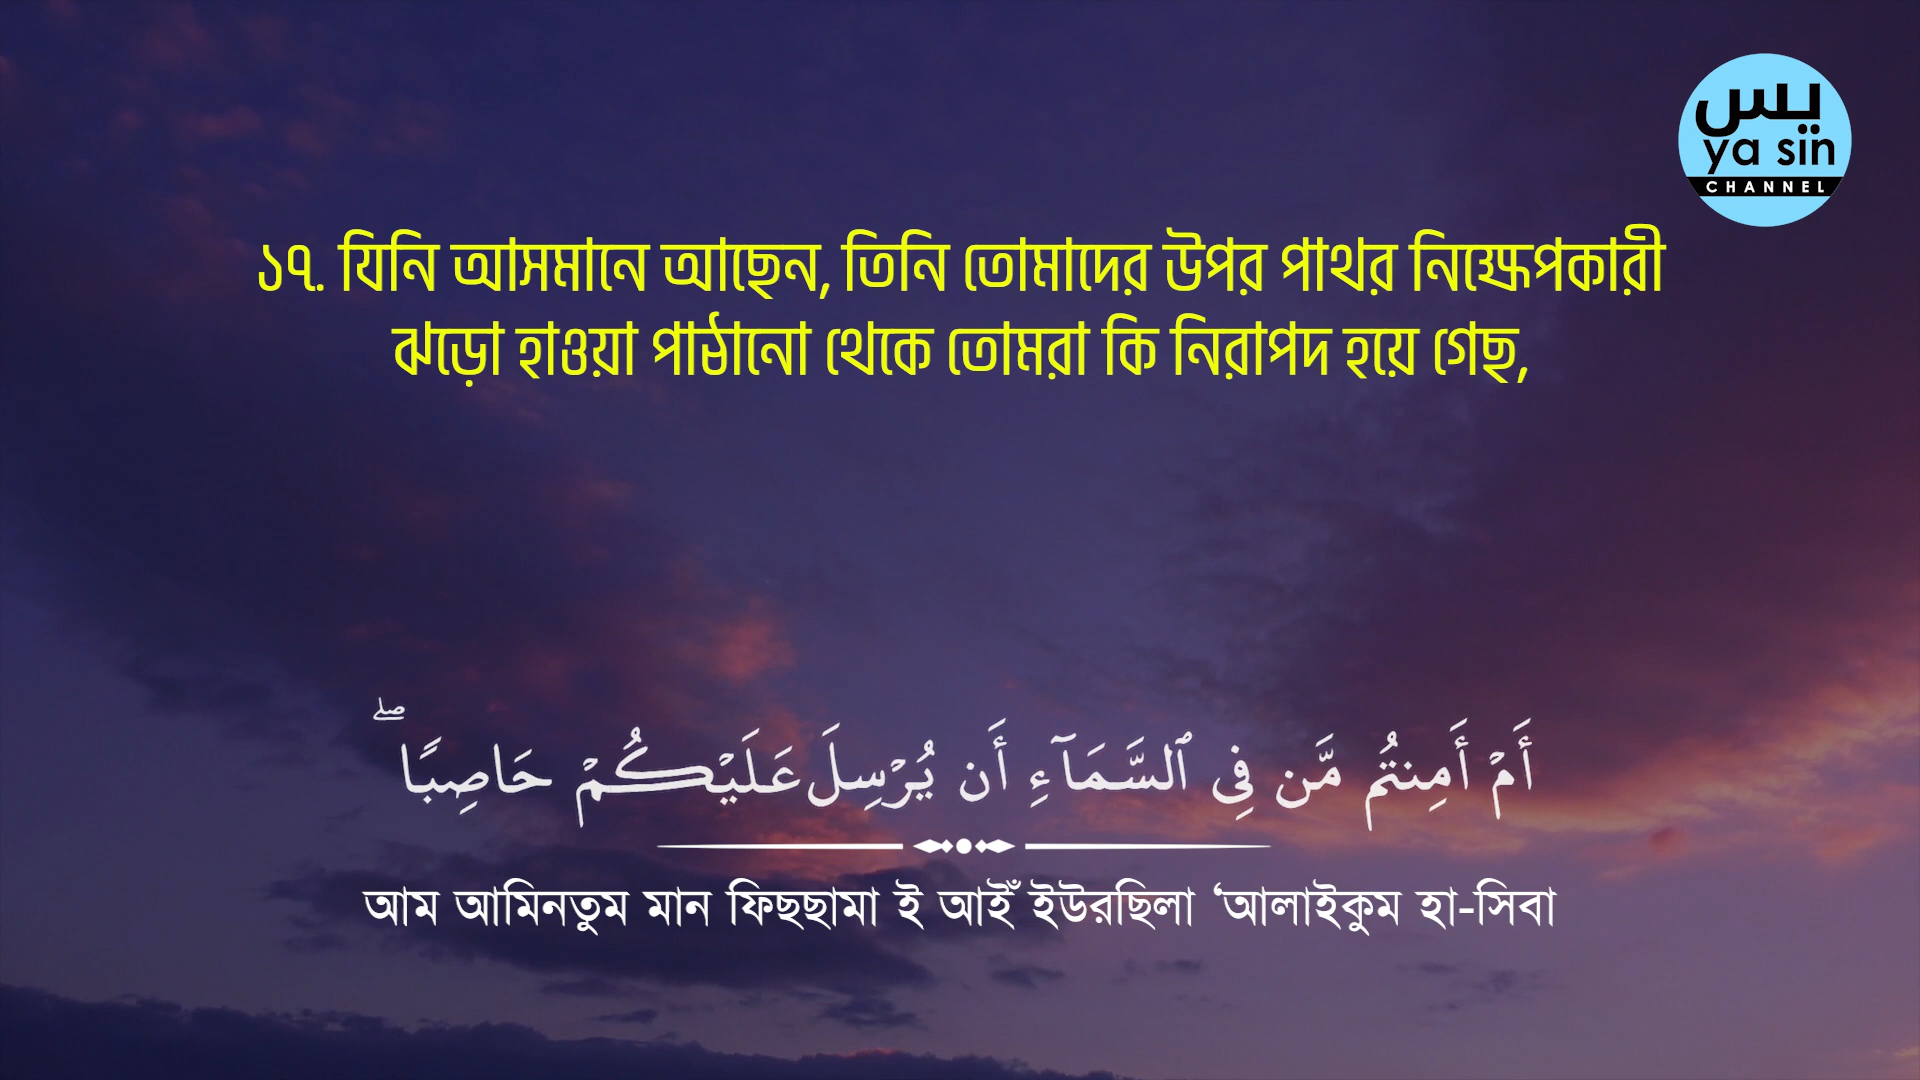 يس
ya sin
CHANNEL
১৭. যিনি আসমানে আছেন, তিনি তোমাদের উপর পাথর নিক্ষেপকারী
ঝড়ো হাওয়া পাঠানো থেকে তোমরা কি নিরাপদ হয়ে গেছ,
أَمْ أَمِنتُم مَّن فِي ٱلسَّمَآءِ أَن يُرْسِلَ عَلَيْكُمْ حَاصِبًا ۖ
আম আমিনতুম মান ফিছছামা ই আইঁ ইউরছিলা ‘আলাইকুম হা-সিবা